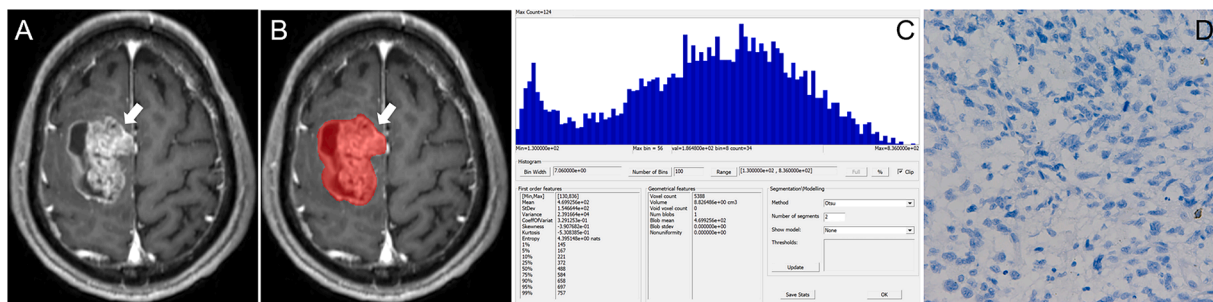 A
B
C
D
Max Count=124
Min=1.300000e+02 Max bin = 56 val=1.864800e+02 bin=8 count=34 Max=8.360000e+02
Histogram
Bin Width 7.060000e+00 Number of Bins 100 Range [1.300000e+02 , 8.360000e+02] Full % Clip
First order features
[Min,Max] [130,836]
Mean 4.699256e+02
StDev 1.546644e+02
Variance 2.391664e+04
CoeffOfVariat 3.291253e-01
Skewness -3.907682e-01
Kurtosis -5.308385e-01
Entropy 4.395148e+00 nats
1% 145
5% 167
10% 221
25% 372
50% 488
75% 584
90% 658
95% 697
99% 757
Geometrical features
Voxel count 5388
Volume 8.826486e+00 cm3
Void voxel count 0
Num blobs 1
Blob mean 4.699256e+02
Blob stdev 0.000000e+00
Nonuniformity 0.000000e+00
Segmentation\Modelling
Method Otsu
Number of segments 2
Show model: None
Thresholds:
Update
Save Stats OK